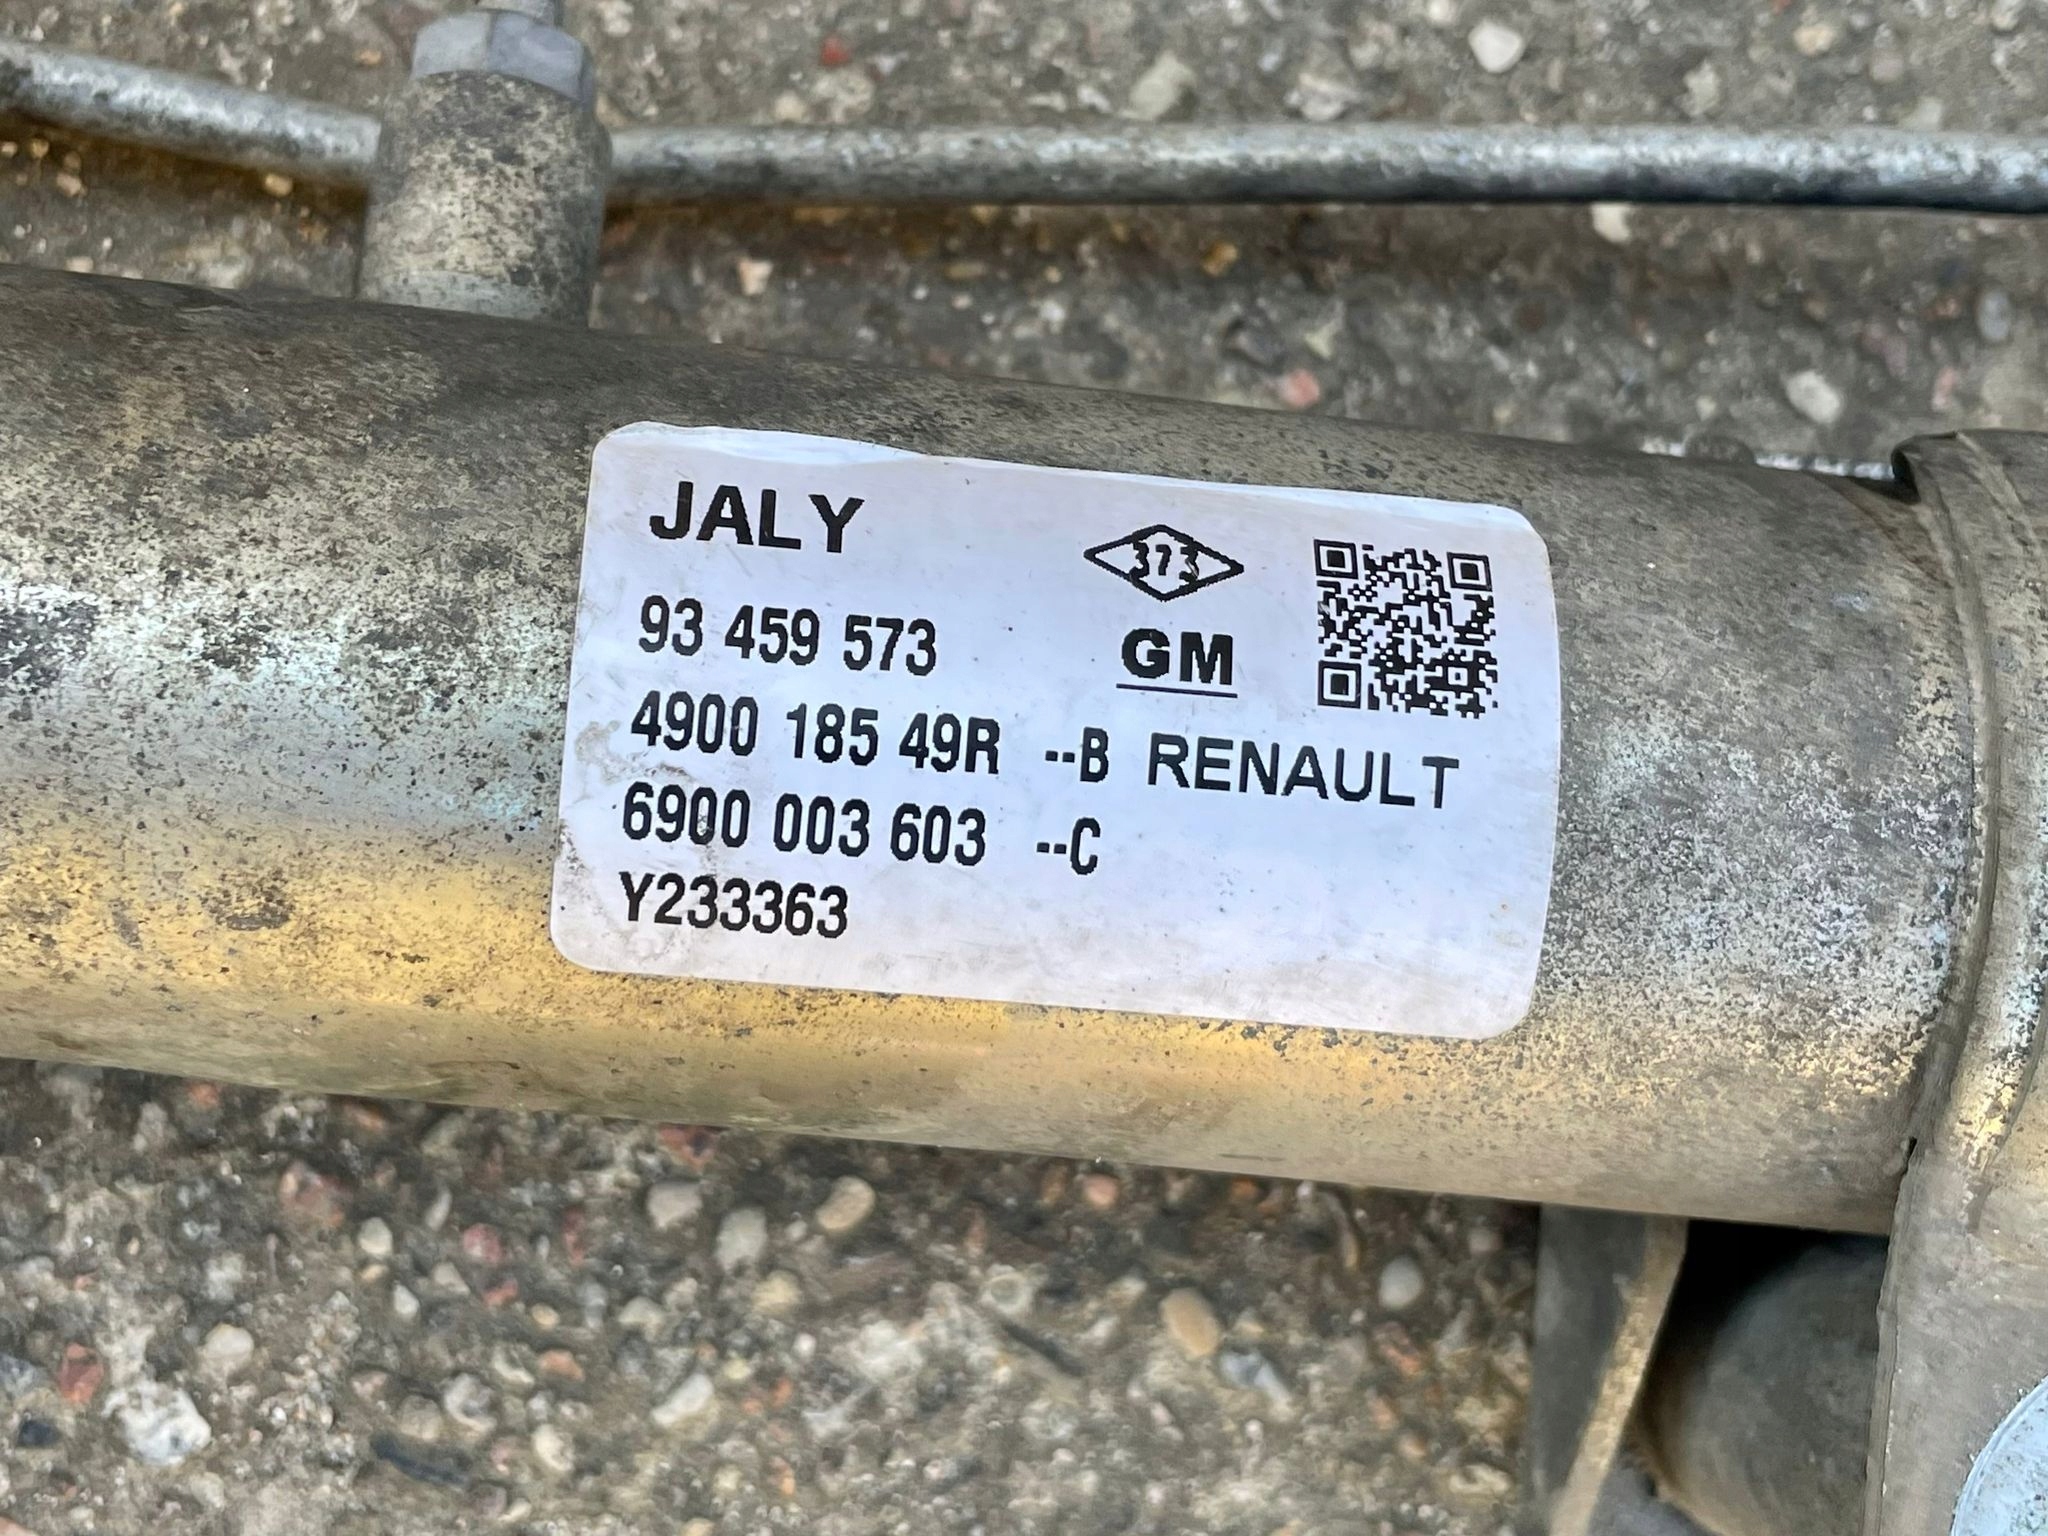 JALY
373
93 459 573
GM
4900 185 49R --B RENAULT
6900 003 603 --C
Y233363